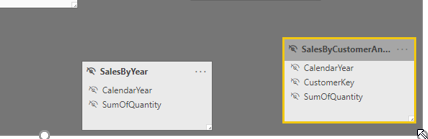 SalesByYear
CalendarYear
SumOfQuantity
SalesByCustomerAn...
CalendarYear
CustomerKey
SumOfQuantity